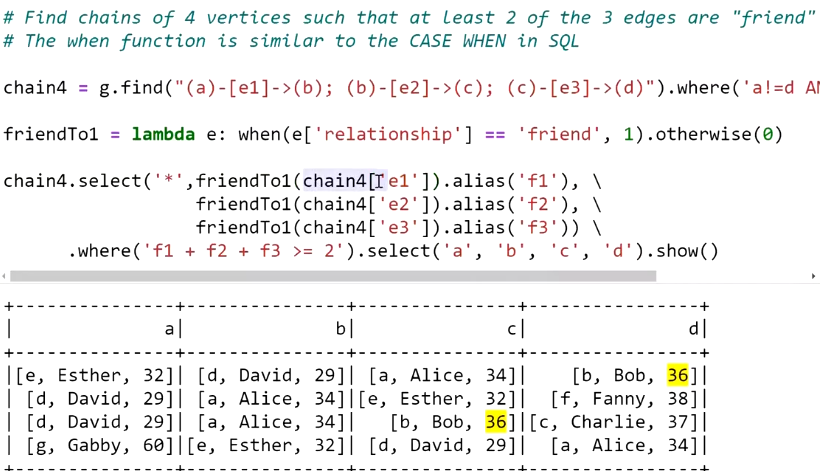 # Find chains of 4 vertices such that at least 2 of the 3 edges are "friend"
# The when function is similar to the CASE WHEN in SQL
chain4 = g.find("(a)-[e1]->(b); (b)-[e2]->(c); (c)-[e3]->(d)").where('a!=d AN
friendTo1 = lambda e: when(e['relationship'] == 'friend', 1).otherwise(0)
chain4.select('*',friendTo1(chain4['e1']).alias('f1'), \
friendTo1(chain4['e2']).alias('f2'), \
friendTo1(chain4['e3']).alias('f3')) \
.where('f1 + f2 + f3 >= 2').select('a', 'b', 'c', 'd').show()
+---------------+---------------+---------------+---------------+
|              a|              b|              c|              d|
+---------------+---------------+---------------+---------------+
|[e, Esther, 32]| [d, David, 29]| [a, Alice, 34]|   [b, Bob, 36]|
| [d, David, 29]| [a, Alice, 34]|[e, Esther, 32]| [f, Fanny, 38]|
| [d, David, 29]| [a, Alice, 34]|   [b, Bob, 36]|[c, Charlie, 37]|
| [g, Gabby, 60]|[e, Esther, 32]| [d, David, 29]| [a, Alice, 34]|
+---------------+---------------+---------------+---------------+